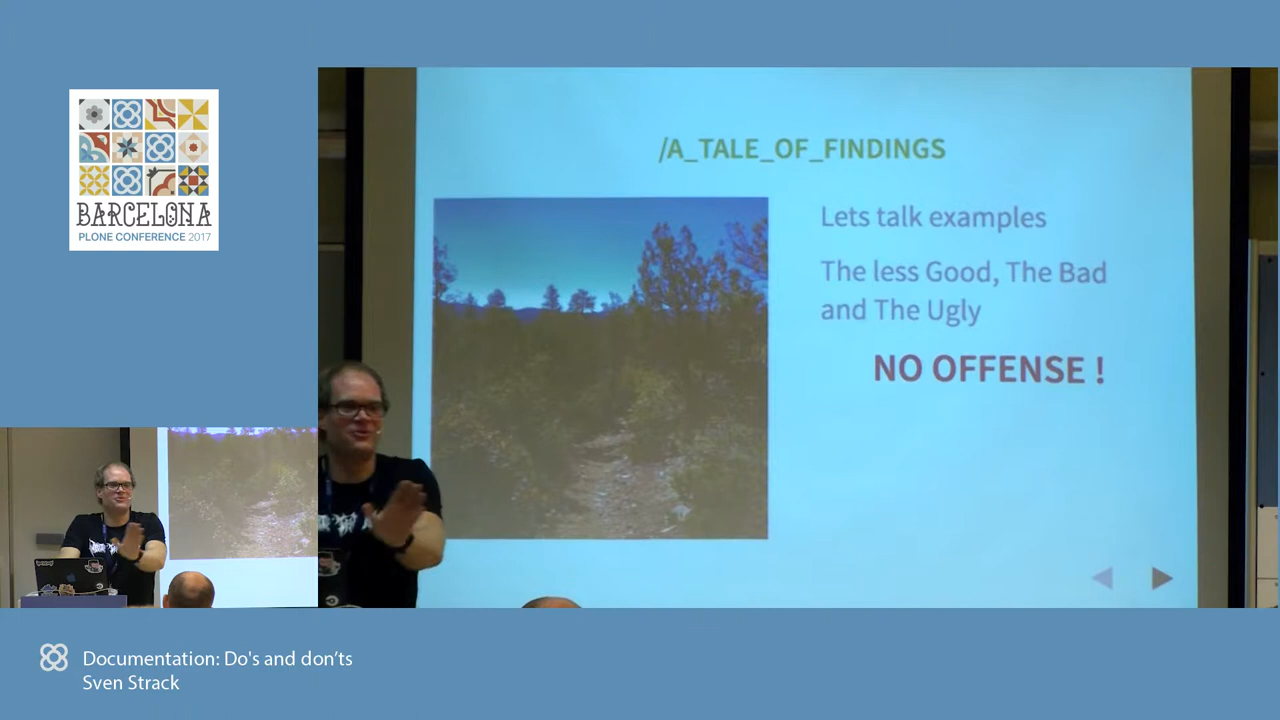 BARCELONA
PLONE CONFERENCE 2017
/A_TALE_OF_FINDINGS
Lets talk examples
The less Good, The Bad
and The Ugly
NO OFFENSE !
Documentation: Do's and don’ts
Sven Strack